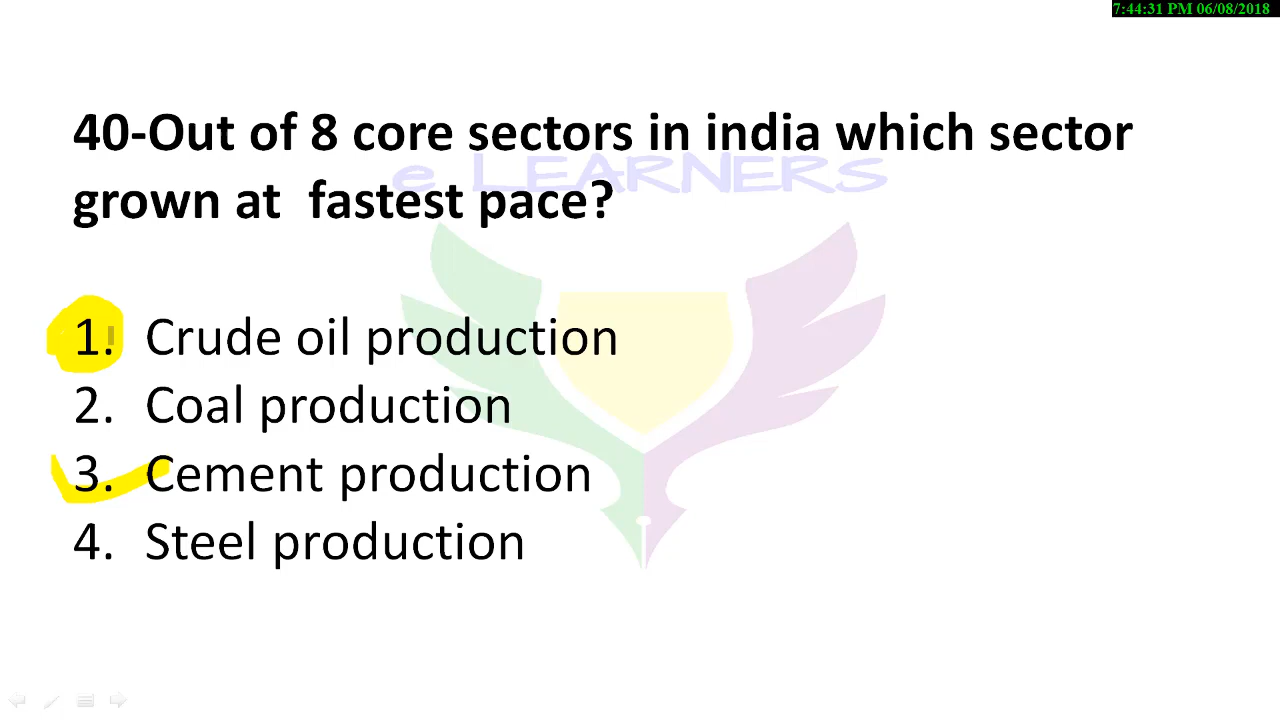 7:44:31 PM 06/08/2018
40-Out of 8 core sectors in india which sector
e LEARNERS
grown at  fastest pace?
1. Crude oil production
2. Coal production
3. Cement production
4. Steel production